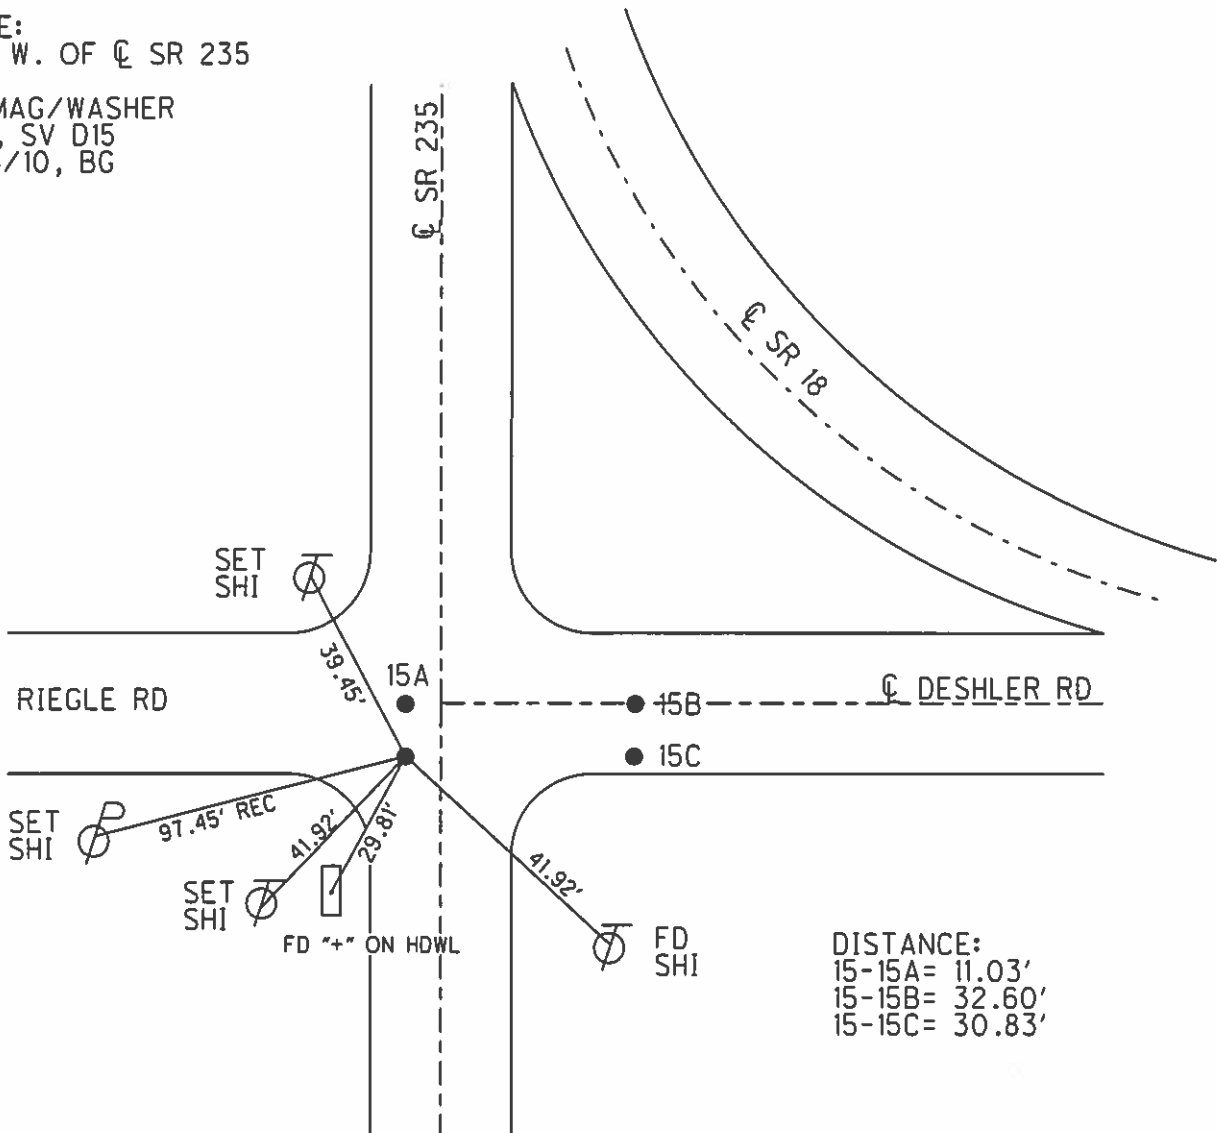 E:
W. OF ℄ SR 235
MAG/WASHER
, SV D15
/10, BG
℄ SR 235
℄ SR 18
SET
SHI
39.45'
15A
RIEGLE RD
15B
℄ DESHLER RD
15C
SET
SHI
97.45' REC
41.92'
29.81'
41.92'
SET
SHI
FD "+" ON HDWL
FD
SHI
DISTANCE:
15-15A= 11.03'
15-15B= 32.60'
15-15C= 30.83'